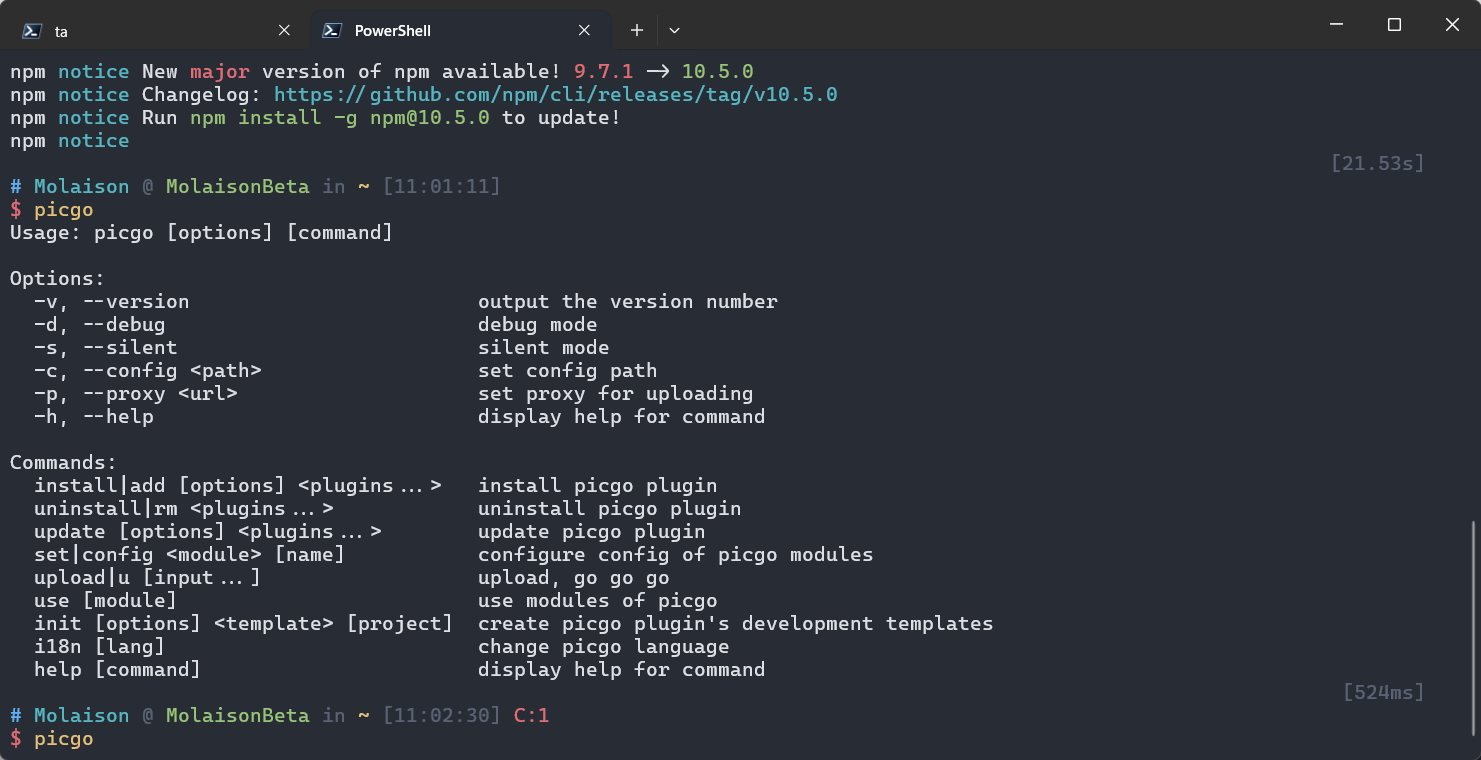 ta
PowerShell
npm notice New major version of npm available! 9.7.1 → 10.5.0
npm notice Changelog: https://github.com/npm/cli/releases/tag/v10.5.0
npm notice Run npm install -g npm@10.5.0 to update!
npm notice
[21.53s]
# Molaison @ MolaisonBeta in ~ [11:01:11]
$ picgo
Usage: picgo [options] [command]
Options:
-v, --version output the version number
-d, --debug debug mode
-s, --silent silent mode
-c, --config <path> set config path
-p, --proxy <url> set proxy for uploading
-h, --help display help for command
Commands:
install|add [options] <plugins...> install picgo plugin
uninstall|rm <plugins...> uninstall picgo plugin
update [options] <plugins...> update picgo plugin
set|config <module> [name] configure config of picgo modules
upload|u [input...] upload, go go go
use [module] use modules of picgo
init [options] <template> [project] create picgo plugin's development templates
i18n [lang] change picgo language
help [command] display help for command
[524ms]
# Molaison @ MolaisonBeta in ~ [11:02:30] C:1
$ picgo